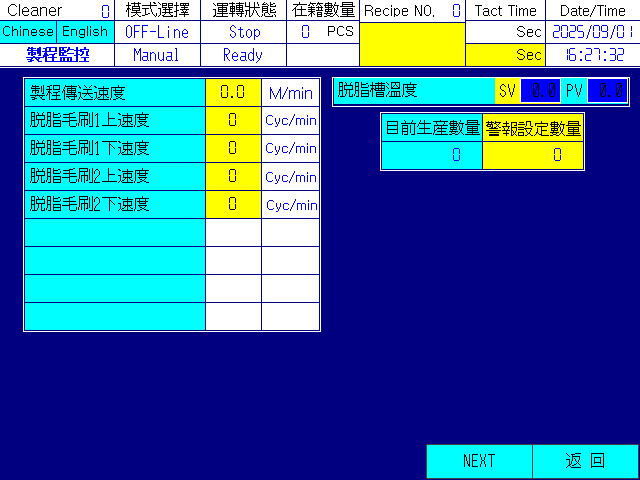 Cleaner 0 模式選擇 運轉狀態 在籍數量 Recipe NO. 0 Tact Time Date/Time
Chinese English OFF-Line Stop 0 PCS Sec 2025/09/01
製程監控 Manual Ready Sec 16:27:32
製程傳送速度 0.0 M/min
脱脂毛刷1上速度 0 Cyc/min
脱脂毛刷1下速度 0 Cyc/min
脱脂毛刷2上速度 0 Cyc/min
脱脂毛刷2下速度 0 Cyc/min
脱脂槽溫度 SV 0.0 PV 0.0
目前生産數量 警報設定數量
0 0
NEXT 返 回